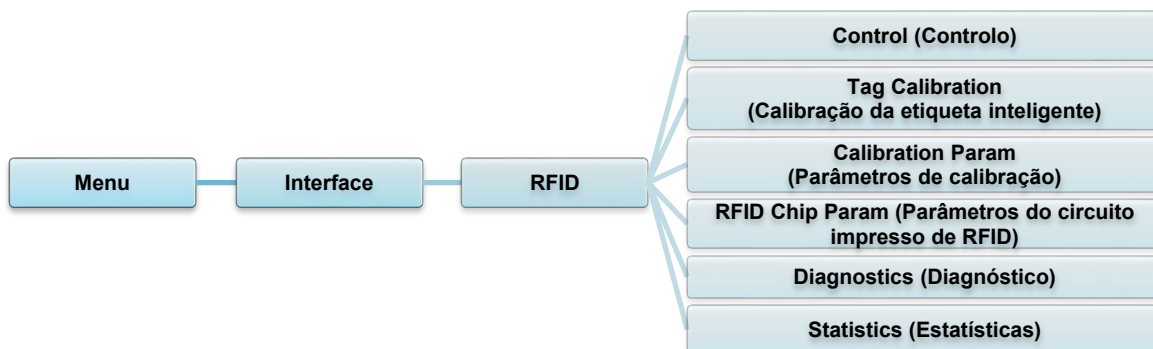 Menu
Interface
RFID
Control (Controlo)
Tag Calibration
(Calibração da etiqueta inteligente)
Calibration Param
(Parâmetros de calibração)
RFID Chip Param (Parâmetros do circuito
impresso de RFID)
Diagnostics (Diagnóstico)
Statistics (Estatísticas)